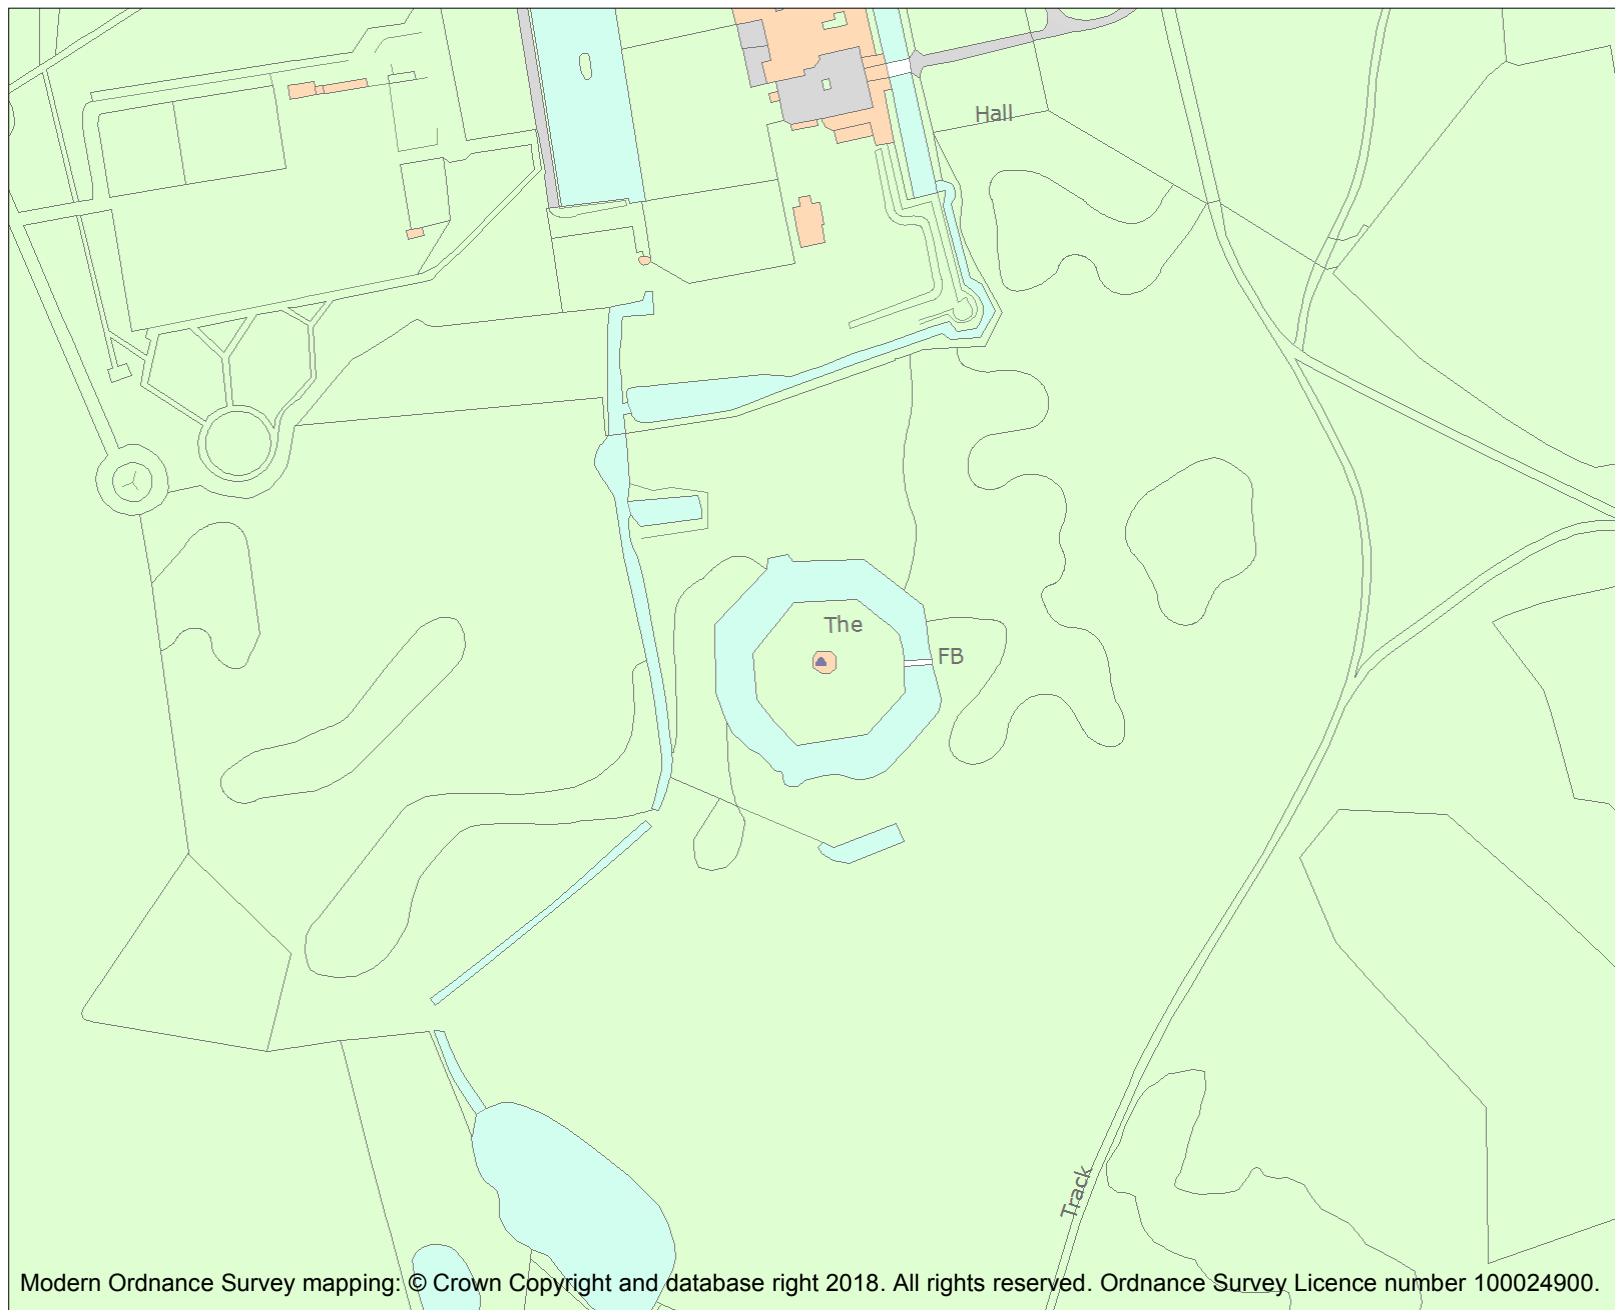 Hall
The
FB
Track
Modern Ordnance Survey mapping: © Crown Copyright and database right 2018. All rights reserved. Ordnance Survey Licence number 100024900.